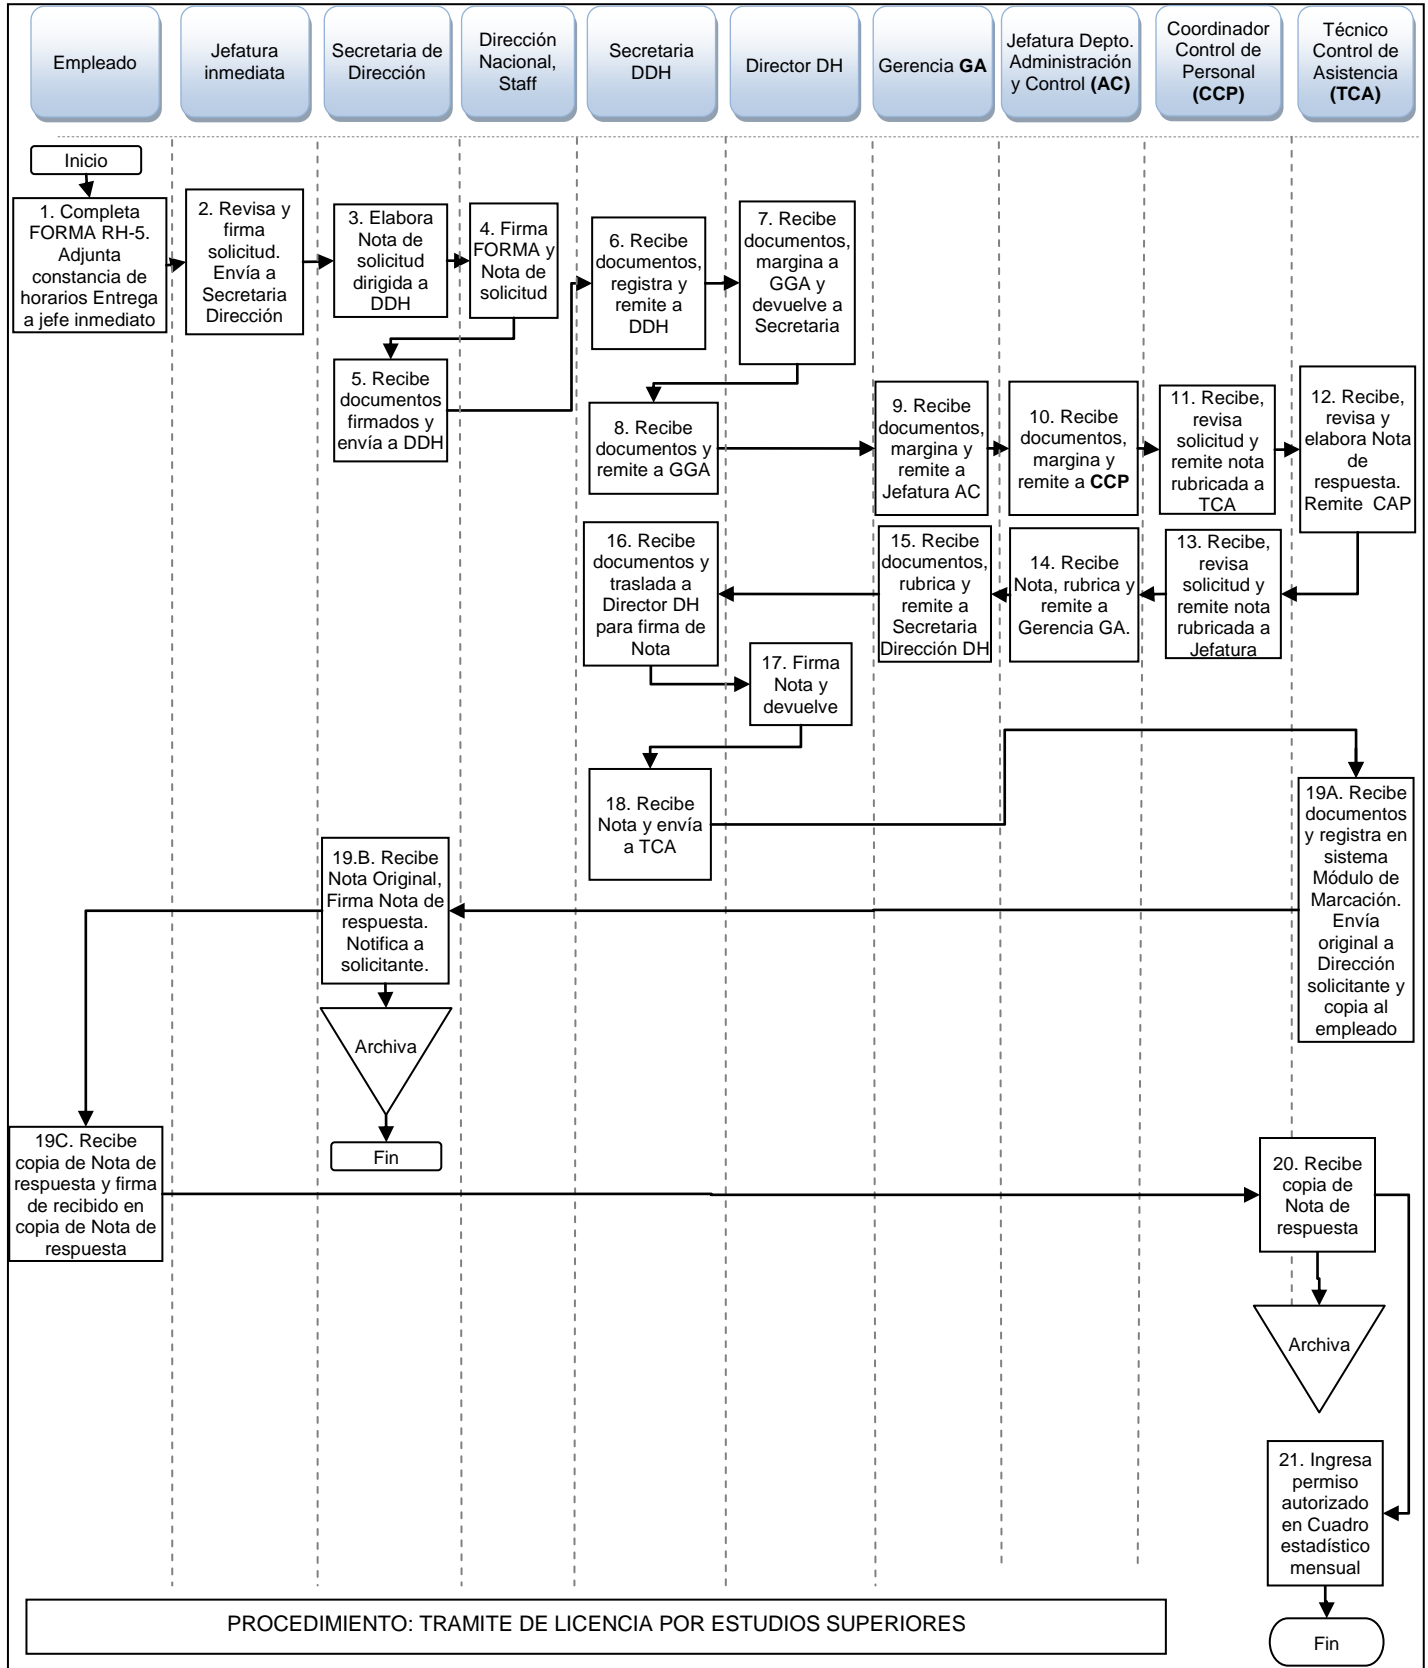 Empleado
Jefatura
inmediata
Secretaria de
Dirección
Dirección
Nacional,
Staff
Secretaria
DDH
Director DH
Gerencia GA
Jefatura Depto.
Administración
y Control (AC)
Coordinador
Control de
Personal
(CCP)
Técnico
Control de
Asistencia
(TCA)
Inicio
1. Completa
FORMA RH-5.
Adjunta
constancia de
horarios Entrega
a jefe inmediato
2. Revisa y
firma
solicitud.
Envía a
Secretaria
Dirección
3. Elabora
Nota de
solicitud
dirigida a
DDH
4. Firma
FORMA y
Nota de
solicitud
5. Recibe
documentos
firmados y
envía a DDH
6. Recibe
documentos,
registra y
remite a
DDH
7. Recibe
documentos,
margina a
GGA y
devuelve a
Secretaria
8. Recibe
documentos y
remite a GGA
9. Recibe
documentos,
margina y
remite a
Jefatura AC
10. Recibe
documentos,
margina y
remite a CCP
11. Recibe,
revisa
solicitud y
remite nota
rubricada a
TCA
12. Recibe,
revisa y
elabora Nota
de
respuesta.
Remite CAP
13. Recibe,
revisa
solicitud y
remite nota
rubricada a
Jefatura
14. Recibe
Nota, rubrica y
remite a
Gerencia GA.
15. Recibe
documentos,
rubrica y
remite a
Secretaria
Dirección DH
16. Recibe
documentos y
traslada a
Director DH
para firma de
Nota
17. Firma
Nota y
devuelve
18. Recibe
Nota y envía
a TCA
19A. Recibe
documentos
y registra en
sistema
Módulo de
Marcación.
Envía
original a
Dirección
solicitante y
copia al
empleado
19.B. Recibe
Nota Original,
Firma Nota de
respuesta.
Notifica a
solicitante.
Archiva
Fin
19C. Recibe
copia de Nota de
respuesta y firma
de recibido en
copia de Nota de
respuesta
20. Recibe
copia de
Nota de
respuesta
Archiva
21. Ingresa
permiso
autorizado
en Cuadro
estadístico
mensual
Fin
PROCEDIMIENTO: TRAMITE DE LICENCIA POR ESTUDIOS SUPERIORES